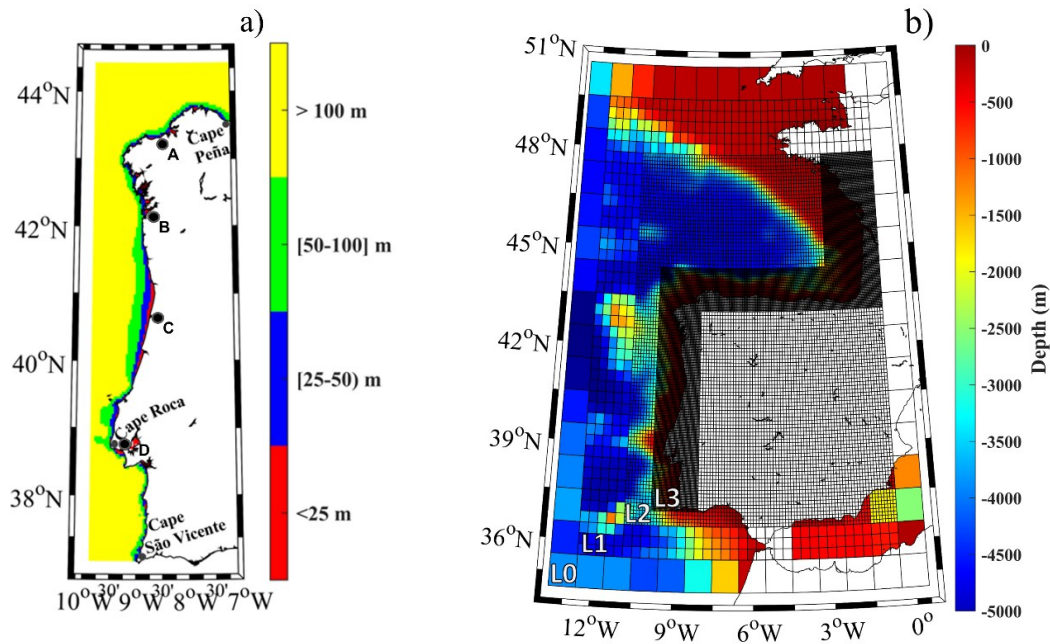 a)
44°N
42°N
40°N
38°N
10°W
9°30'W
8°30'W
7°W
Cape
Peña
A
B
C
Cape Roca
D
Cape
São Vicente
> 100 m
[50-100] m
[25-50) m
<25 m
b)
51°N
48°N
45°N
42°N
39°N
36°N
12°W
9°W
6°W
3°W
0°
L3
L2
L1
L0
0
-500
-1000
-1500
-2000
-2500
-3000
-3500
-4000
-4500
-5000
Depth (m)